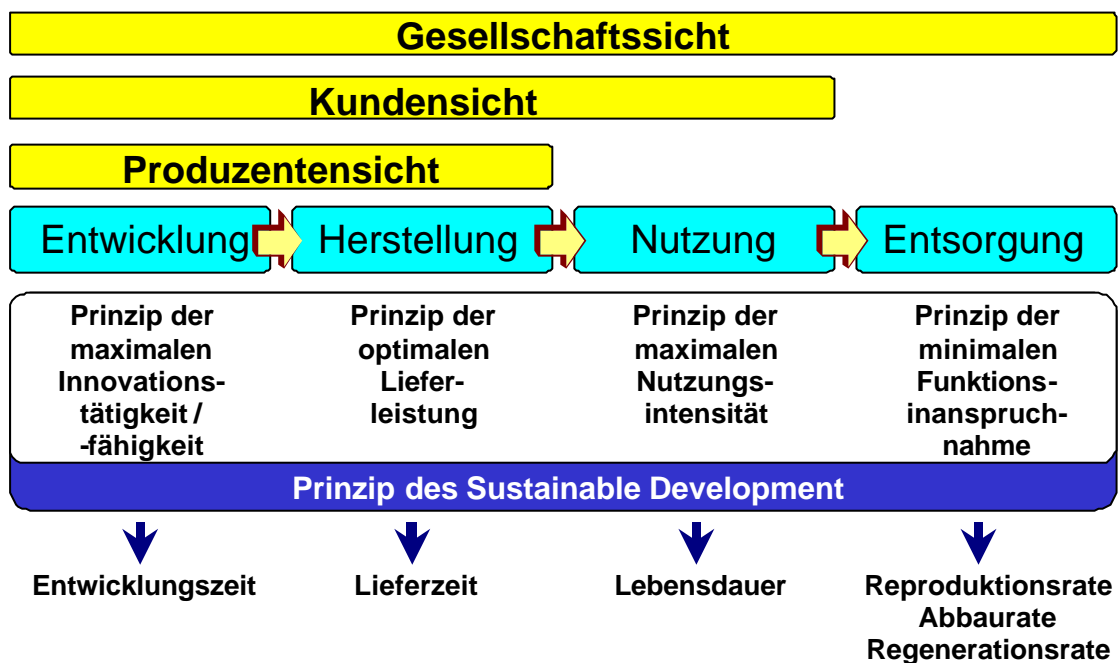 Gesellschaftssicht
Kundensicht
Produzentensicht
Entwicklung
Herstellung
Nutzung
Entsorgung
Prinzip der
maximalen
Innovations-
tätigkeit /
-fähigkeit
Prinzip der
optimalen
Liefer-
leistung
Prinzip der
maximalen
Nutzungs-
intensität
Prinzip der
minimalen
Funktions-
inanspruch-
nahme
Prinzip des Sustainable Development
Entwicklungszeit
Lieferzeit
Lebensdauer
Reproduktionsrate
Abbaurate
Regenerationsrate